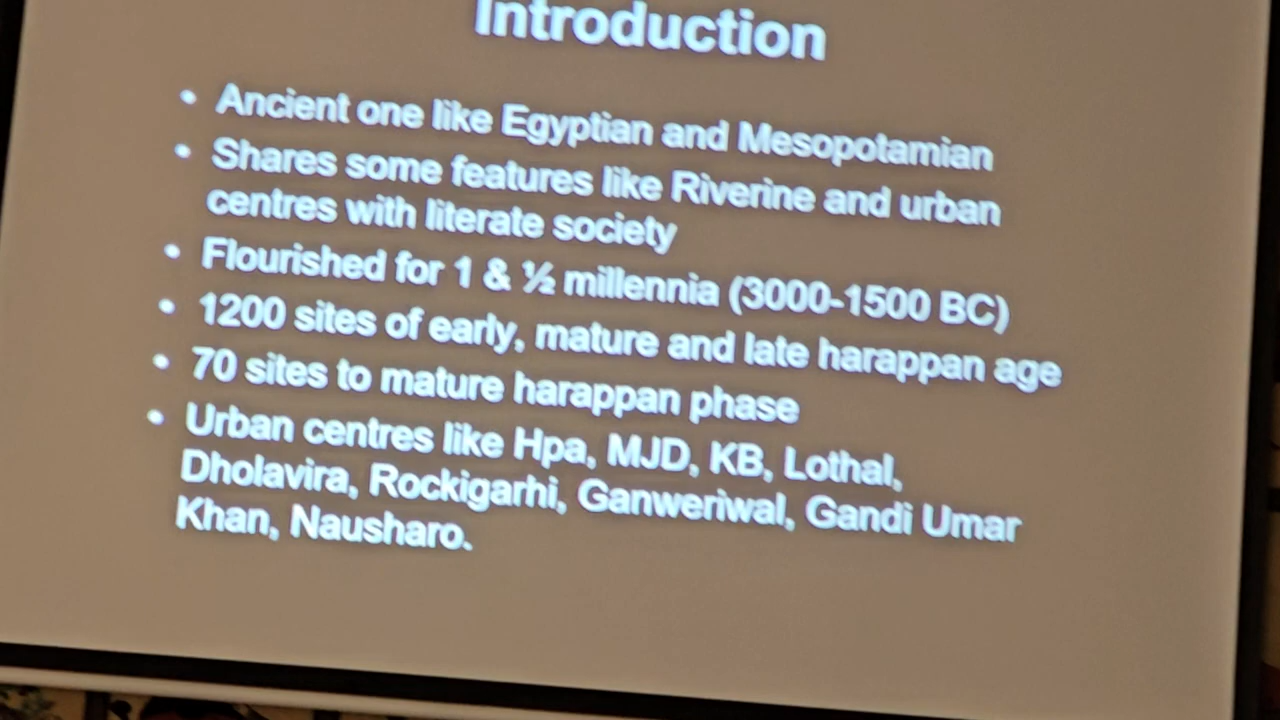 Introduction
• Ancient one like Egyptian and Mesopotamian
• Shares some features like Riverine and urban
centres with literate society
• Flourished for 1 & ½ millennia (3000-1500 BC)
• 1200 sites of early, mature and late harappan age
• 70 sites to mature harappan phase
• Urban centres like Hpa, MJD, KB, Lothal,
Dholavira, Rockigarhi, Ganweriwal, Gandi Umar
Khan, Nausharo.